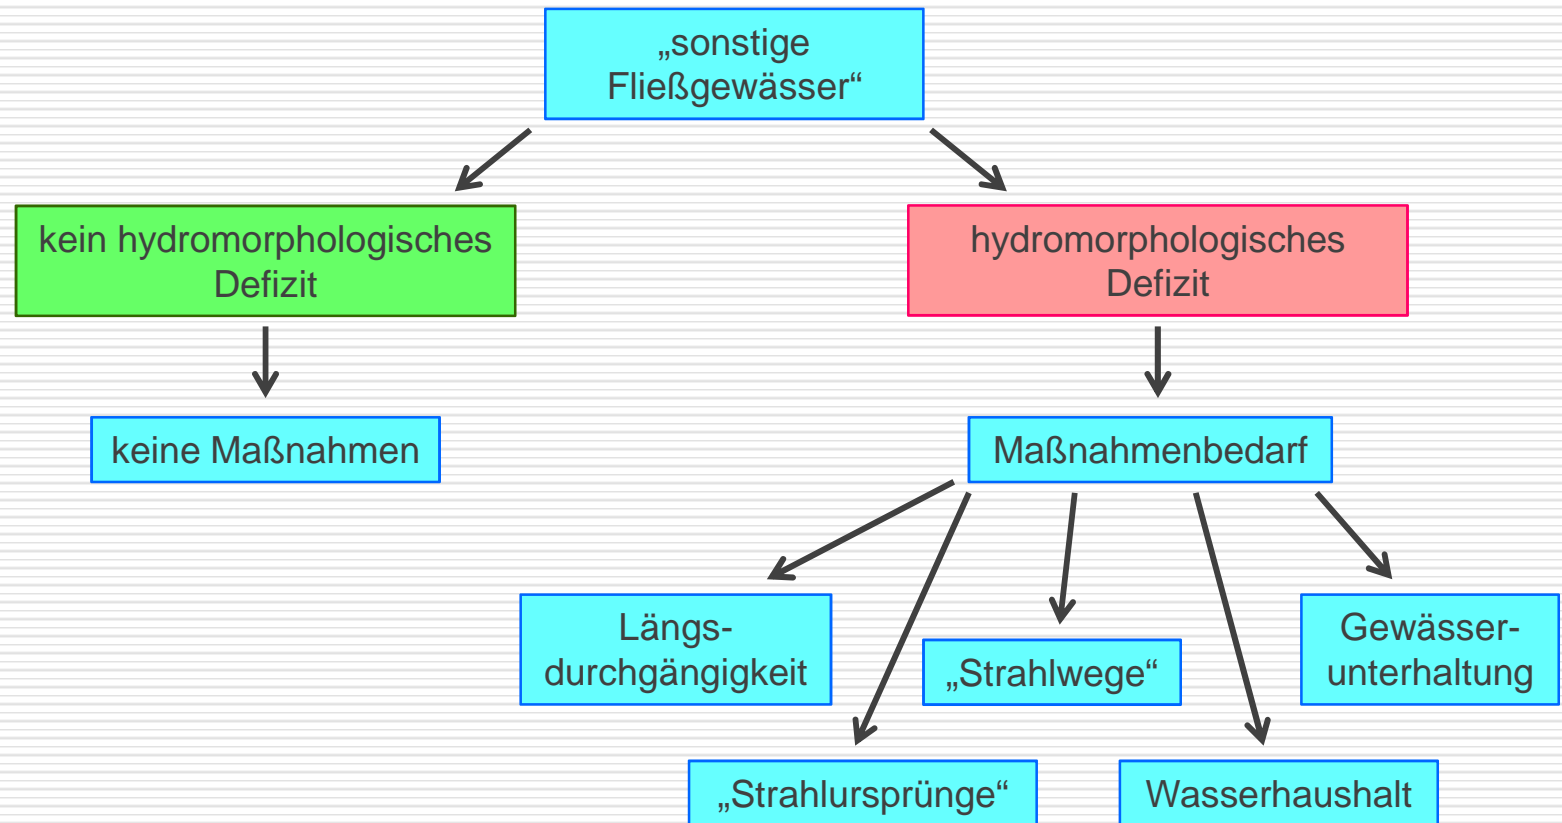 „sonstige
Fließgewässer“
kein hydromorphologisches
Defizit
hydromorphologisches
Defizit
keine Maßnahmen
Maßnahmenbedarf
Längs-
durchgängigkeit
„Strahlwege“
Gewässer-
unterhaltung
„Strahlursprünge“
Wasserhaushalt